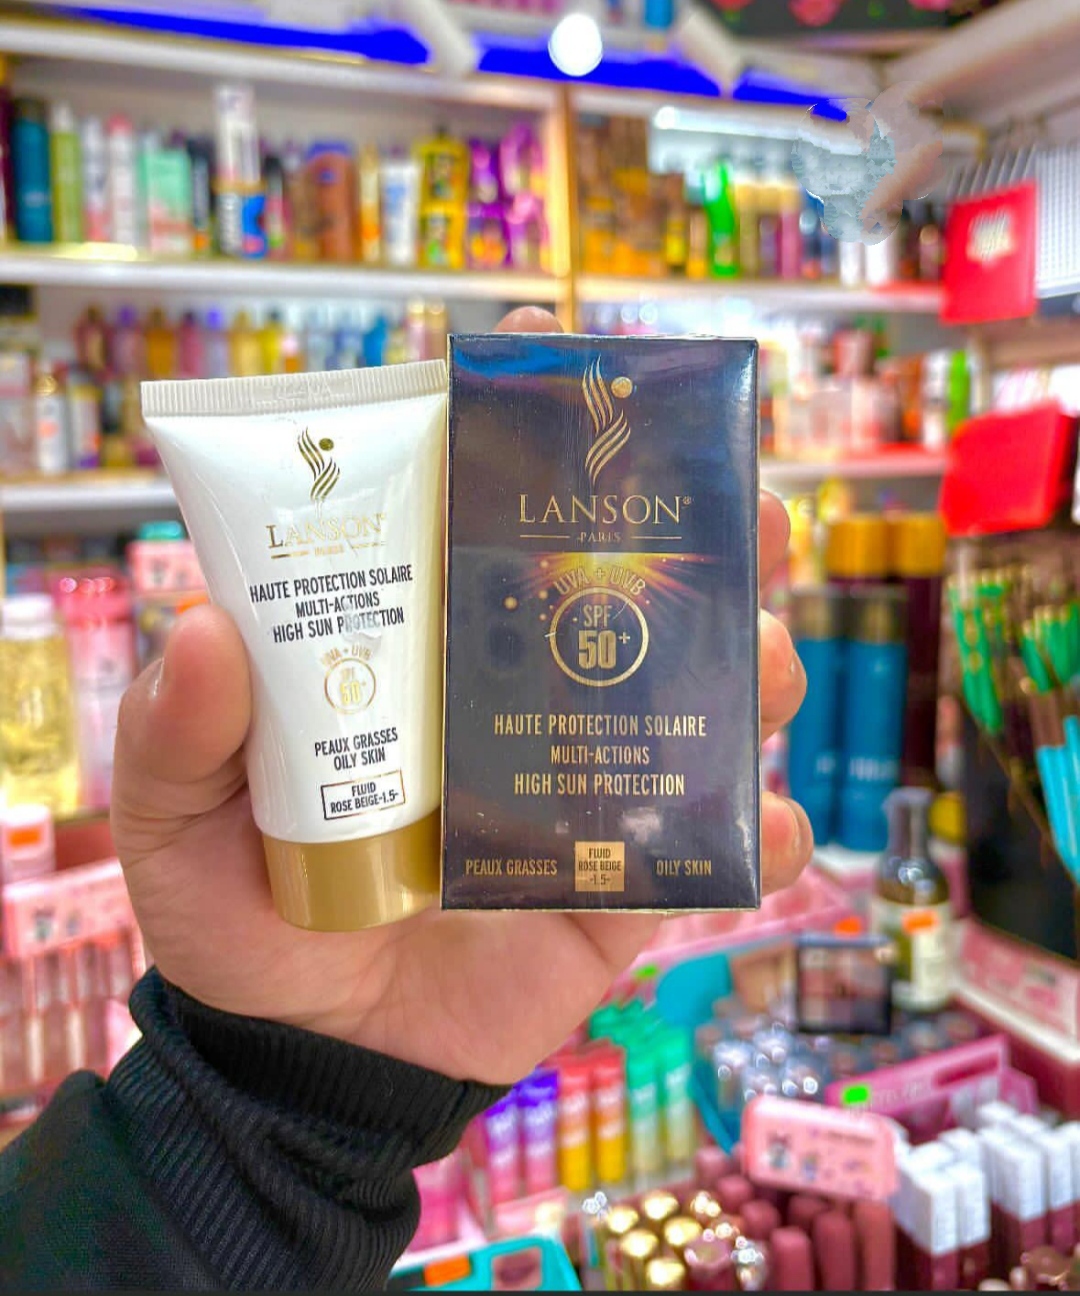 LANSON®
PARIS
HAUTE PROTECTION SOLAIRE
MULTI-ACTIONS
HIGH SUN PROTECTION
UVA + UVB
SPF
50+
PEAUX GRASSES
OILY SKIN
FLUID
ROSE BEIGE-1.5-
LANSON®
PARIS
UVA + UVB
SPF
50+
HAUTE PROTECTION SOLAIRE
MULTI-ACTIONS
HIGH SUN PROTECTION
PEAUX GRASSES
FLUID
ROSE BEIGE
-1.5-
OILY SKIN